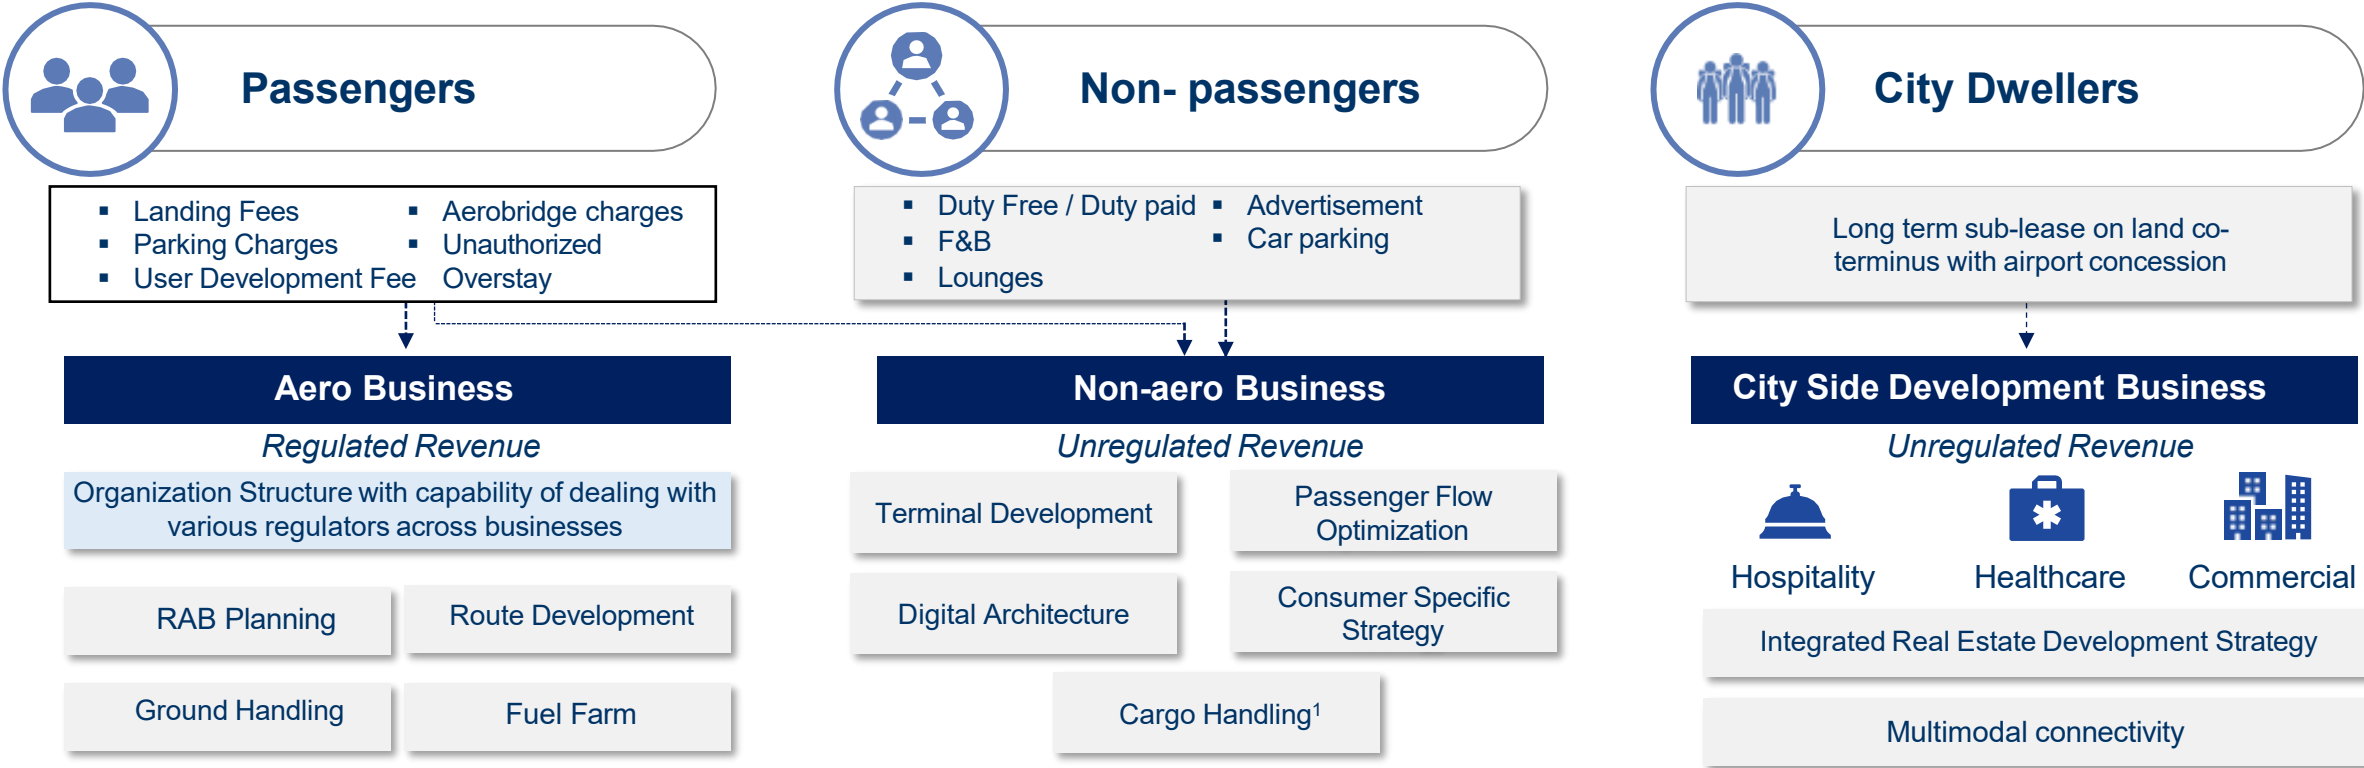 Passengers
Non- passengers
City Dwellers
▪ Landing Fees
▪ Parking Charges
▪ User Development Fee
▪ Aerobridge charges
▪ Unauthorized
Overstay
▪ Duty Free / Duty paid
▪ F&B
▪ Lounges
▪ Advertisement
▪ Car parking
Long term sub-lease on land co-
terminus with airport concession
Aero Business
Regulated Revenue
Organization Structure with capability of dealing with
various regulators across businesses
RAB Planning
Route Development
Ground Handling
Fuel Farm
Non-aero Business
Unregulated Revenue
Terminal Development
Passenger Flow
Optimization
Digital Architecture
Consumer Specific
Strategy
Cargo Handling¹
City Side Development Business
Unregulated Revenue
Hospitality
Healthcare
Commercial
Integrated Real Estate Development Strategy
Multimodal connectivity